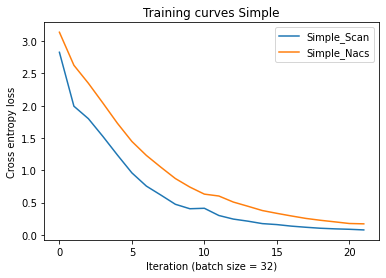 Training curves Simple
Simple_Scan
Simple_Nacs
Cross entropy loss
3.0
2.5
2.0
1.5
1.0
0.5
0.0
0 5 10 15 20
Iteration (batch size = 32)